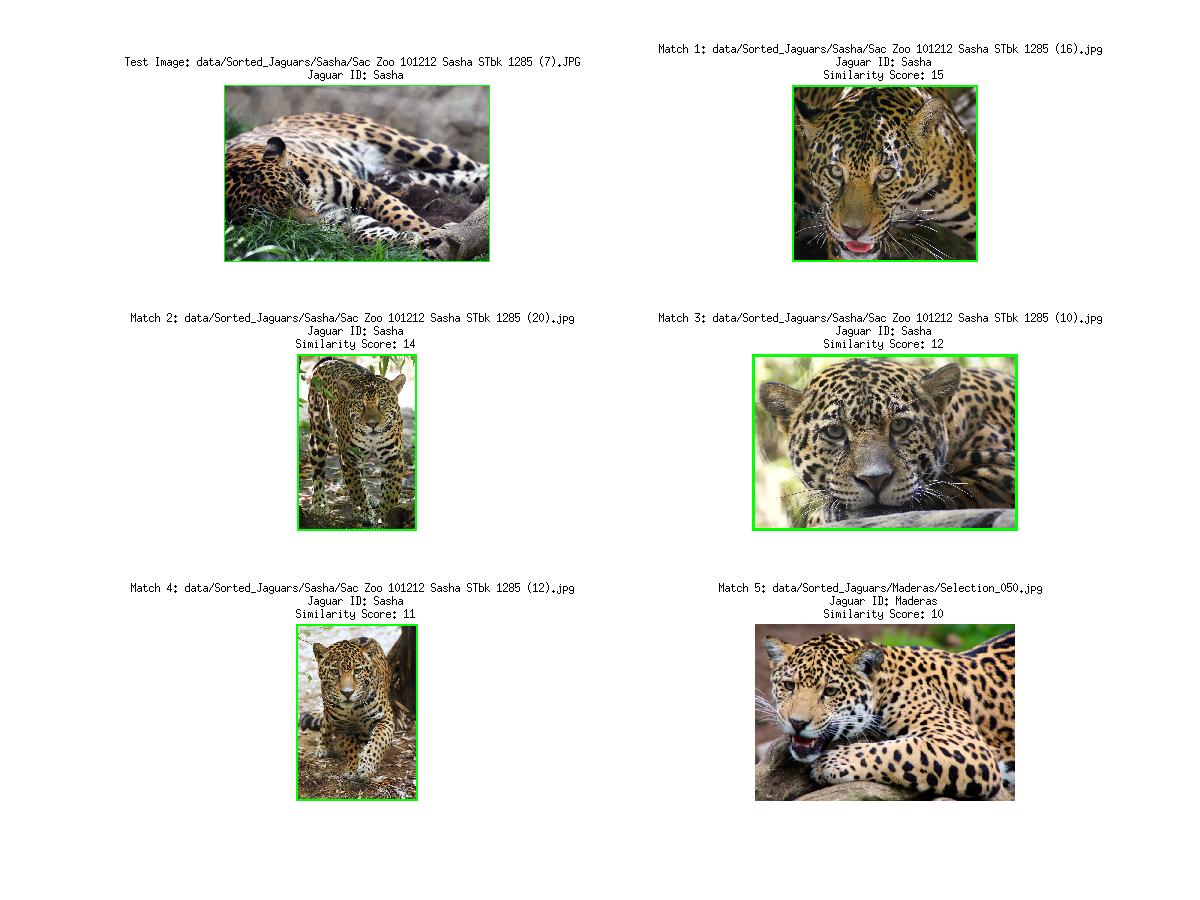 Test Image: data/Sorted_Jaguars/Sasha/Sac Zoo 101212 Sasha STbk 1285 (7).JPG
Jaguar ID: Sasha
Match 1: data/Sorted_Jaguars/Sasha/Sac Zoo 101212 Sasha STbk 1285 (16).jpg
Jaguar ID: Sasha
Similarity Score: 15
Match 2: data/Sorted_Jaguars/Sasha/Sac Zoo 101212 Sasha STbk 1285 (20).jpg
Jaguar ID: Sasha
Similarity Score: 14
Match 3: data/Sorted_Jaguars/Sasha/Sac Zoo 101212 Sasha STbk 1285 (10).jpg
Jaguar ID: Sasha
Similarity Score: 12
Match 4: data/Sorted_Jaguars/Sasha/Sac Zoo 101212 Sasha STbk 1285 (12).jpg
Jaguar ID: Sasha
Similarity Score: 11
Match 5: data/Sorted_Jaguars/Maderas/Selection_050.jpg
Jaguar ID: Maderas
Similarity Score: 10